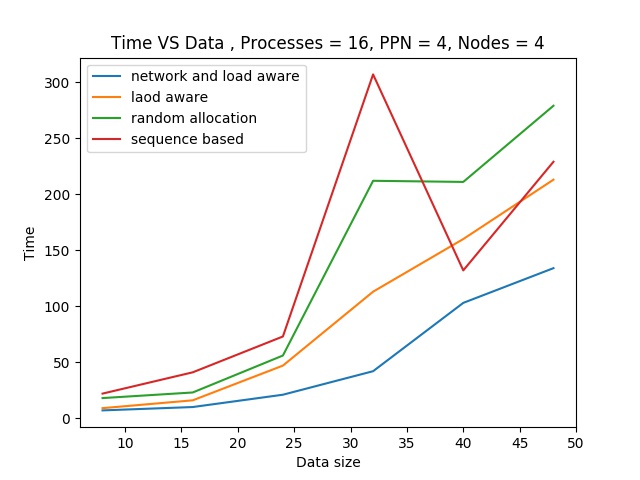 Time VS Data , Processes = 16, PPN = 4, Nodes = 4
network and load aware
laod aware
random allocation
sequence based
300
250
200
150
100
50
0
Time
10 15 20 25 30 35 40 45 50
Data size